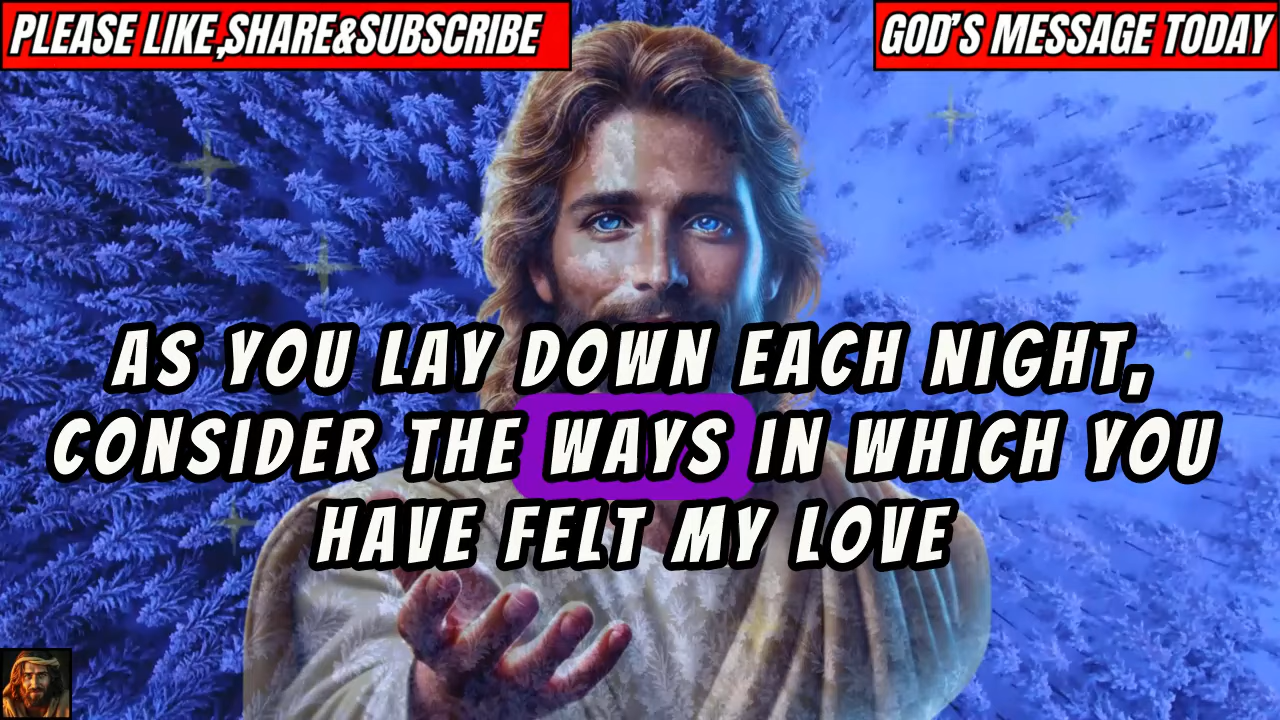 PLEASE LIKE,SHARE&SUBSCRIBE
GOD'S MESSAGE TODAY
AS YOU LAY DOWN EACH NIGHT,
CONSIDER THE WAYS IN WHICH YOU
HAVE FELT MY LOVE